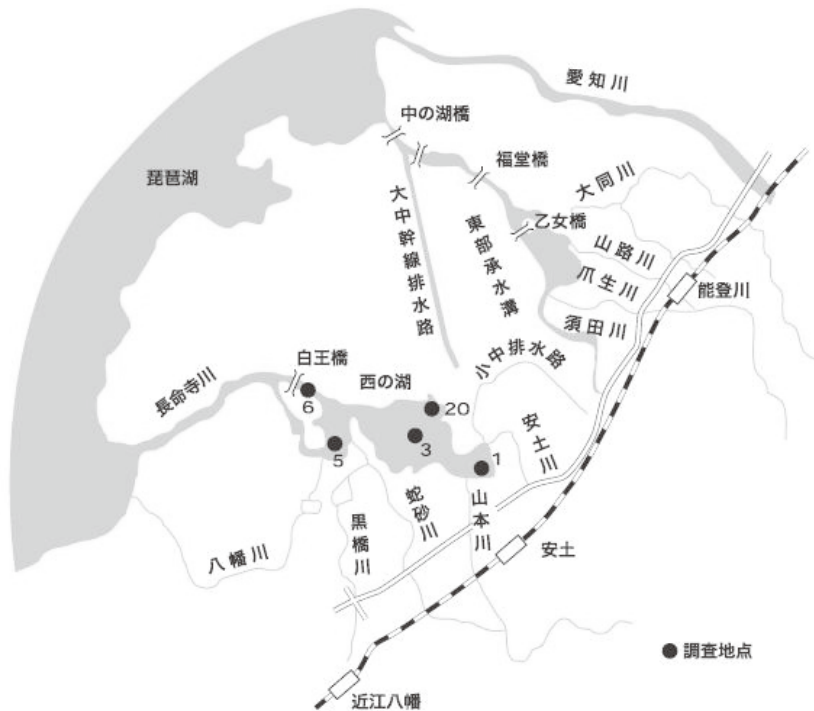 愛知川
中の湖橋
福堂橋
琵琶湖
大同川
大中幹線排水路
東部承水溝
乙女橋
山路川
爪生川
能登川
須田川
小中排水路
白王橋
西の湖
長命寺川
6
20
5
3
1
安土川
蛇砂川
山本川
黒橋川
八幡川
安土
調査地点
近江八幡